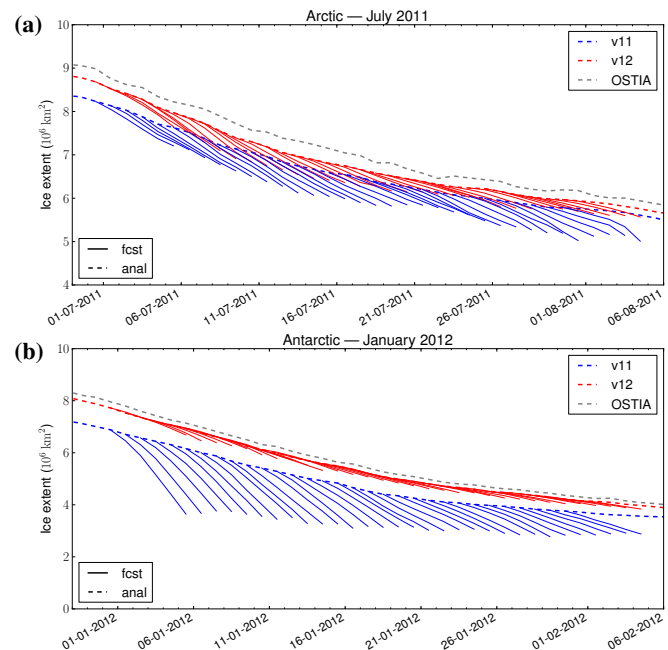 (a)
Arctic — July 2011
Ice extent (10⁶ km²)
10
9
8
7
6
5
4
v11
v12
OSTIA
fcst
anal
01-07-2011
06-07-2011
11-07-2011
16-07-2011
21-07-2011
26-07-2011
01-08-2011
06-08-2011
(b)
Antarctic — January 2012
Ice extent (10⁶ km²)
10
8
6
4
2
0
v11
v12
OSTIA
fcst
anal
01-01-2012
06-01-2012
11-01-2012
16-01-2012
21-01-2012
26-01-2012
01-02-2012
06-02-2012